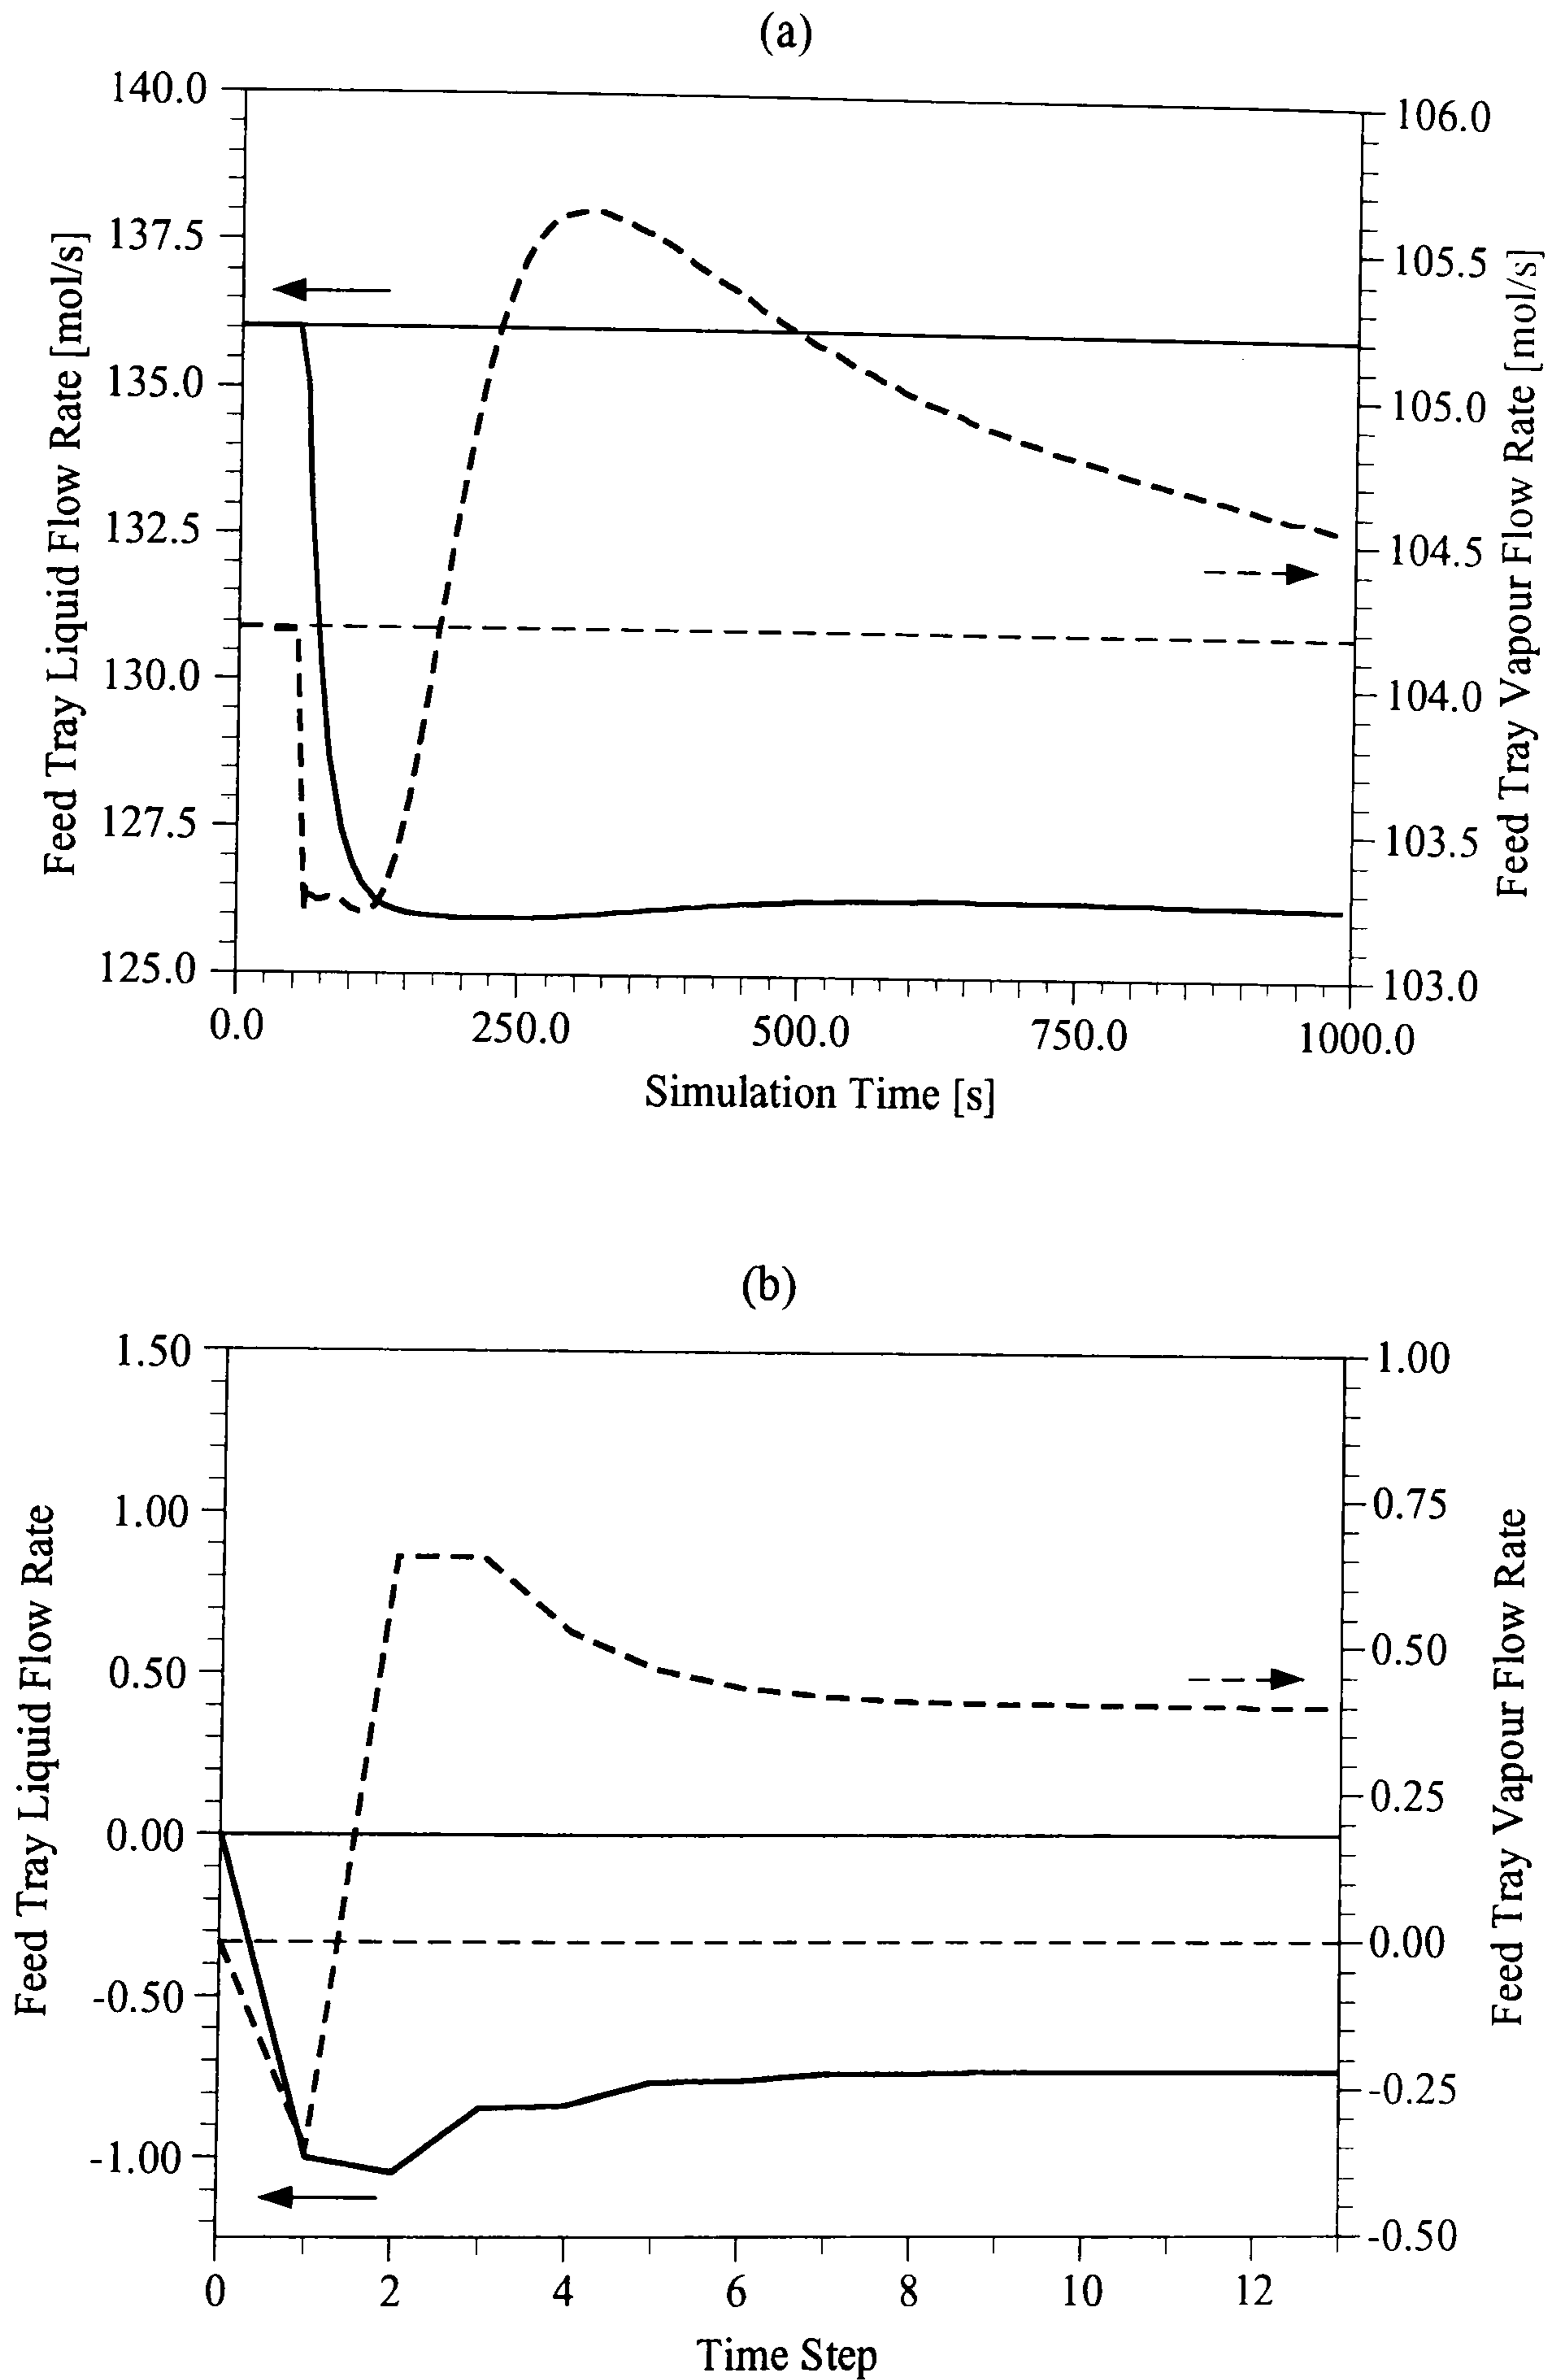 (a)
140.0
137.5
135.0
132.5
130.0
127.5
125.0
Feed Tray Liquid Flow Rate [mol/s]
106.0
105.5
105.0
104.5
104.0
103.5
103.0
Feed Tray Vapour Flow Rate [mol/s]
0.0 250.0 500.0 750.0 1000.0
Simulation Time [s]
(b)
1.50
1.00
0.50
0.00
-0.50
-1.00
Feed Tray Liquid Flow Rate
1.00
0.75
0.50
0.25
0.00
-0.25
-0.50
Feed Tray Vapour Flow Rate
0 2 4 6 8 10 12
Time Step